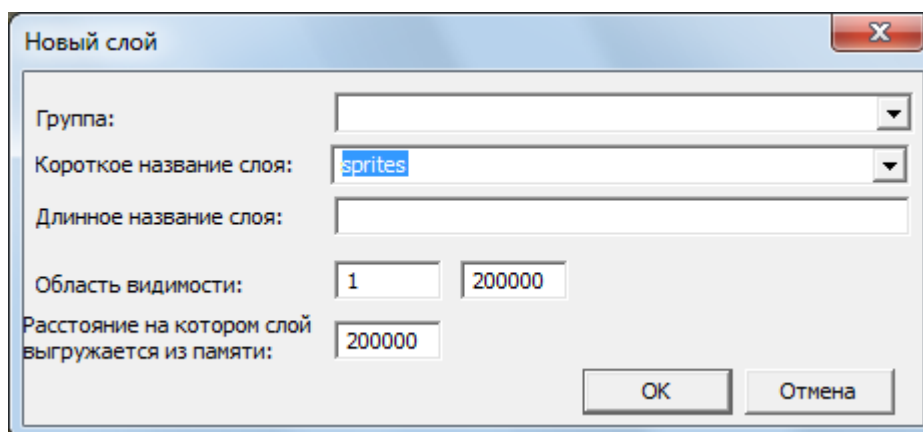 Новый слой
Группа:
Короткое название слоя: sprites
Длинное название слоя:
Область видимости: 1 200000
Расстояние на котором слой
выгружается из памяти: 200000
OK Отмена